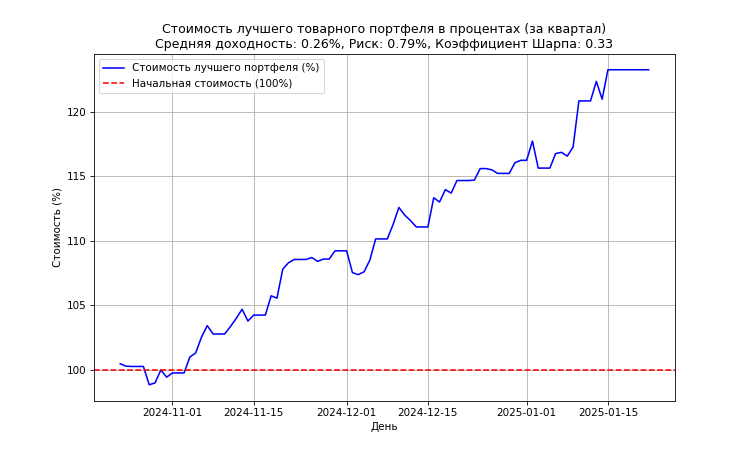 Стоимость лучшего товарного портфеля в процентах (за квартал)
Средняя доходность: 0.26%, Риск: 0.79%, Коэффициент Шарпа: 0.33
Стоимость лучшего портфеля (%)
Начальная стоимость (100%)
Стоимость (%)
120
115
110
105
100
2024-11-01 2024-11-15 2024-12-01 2024-12-15 2025-01-01 2025-01-15
День